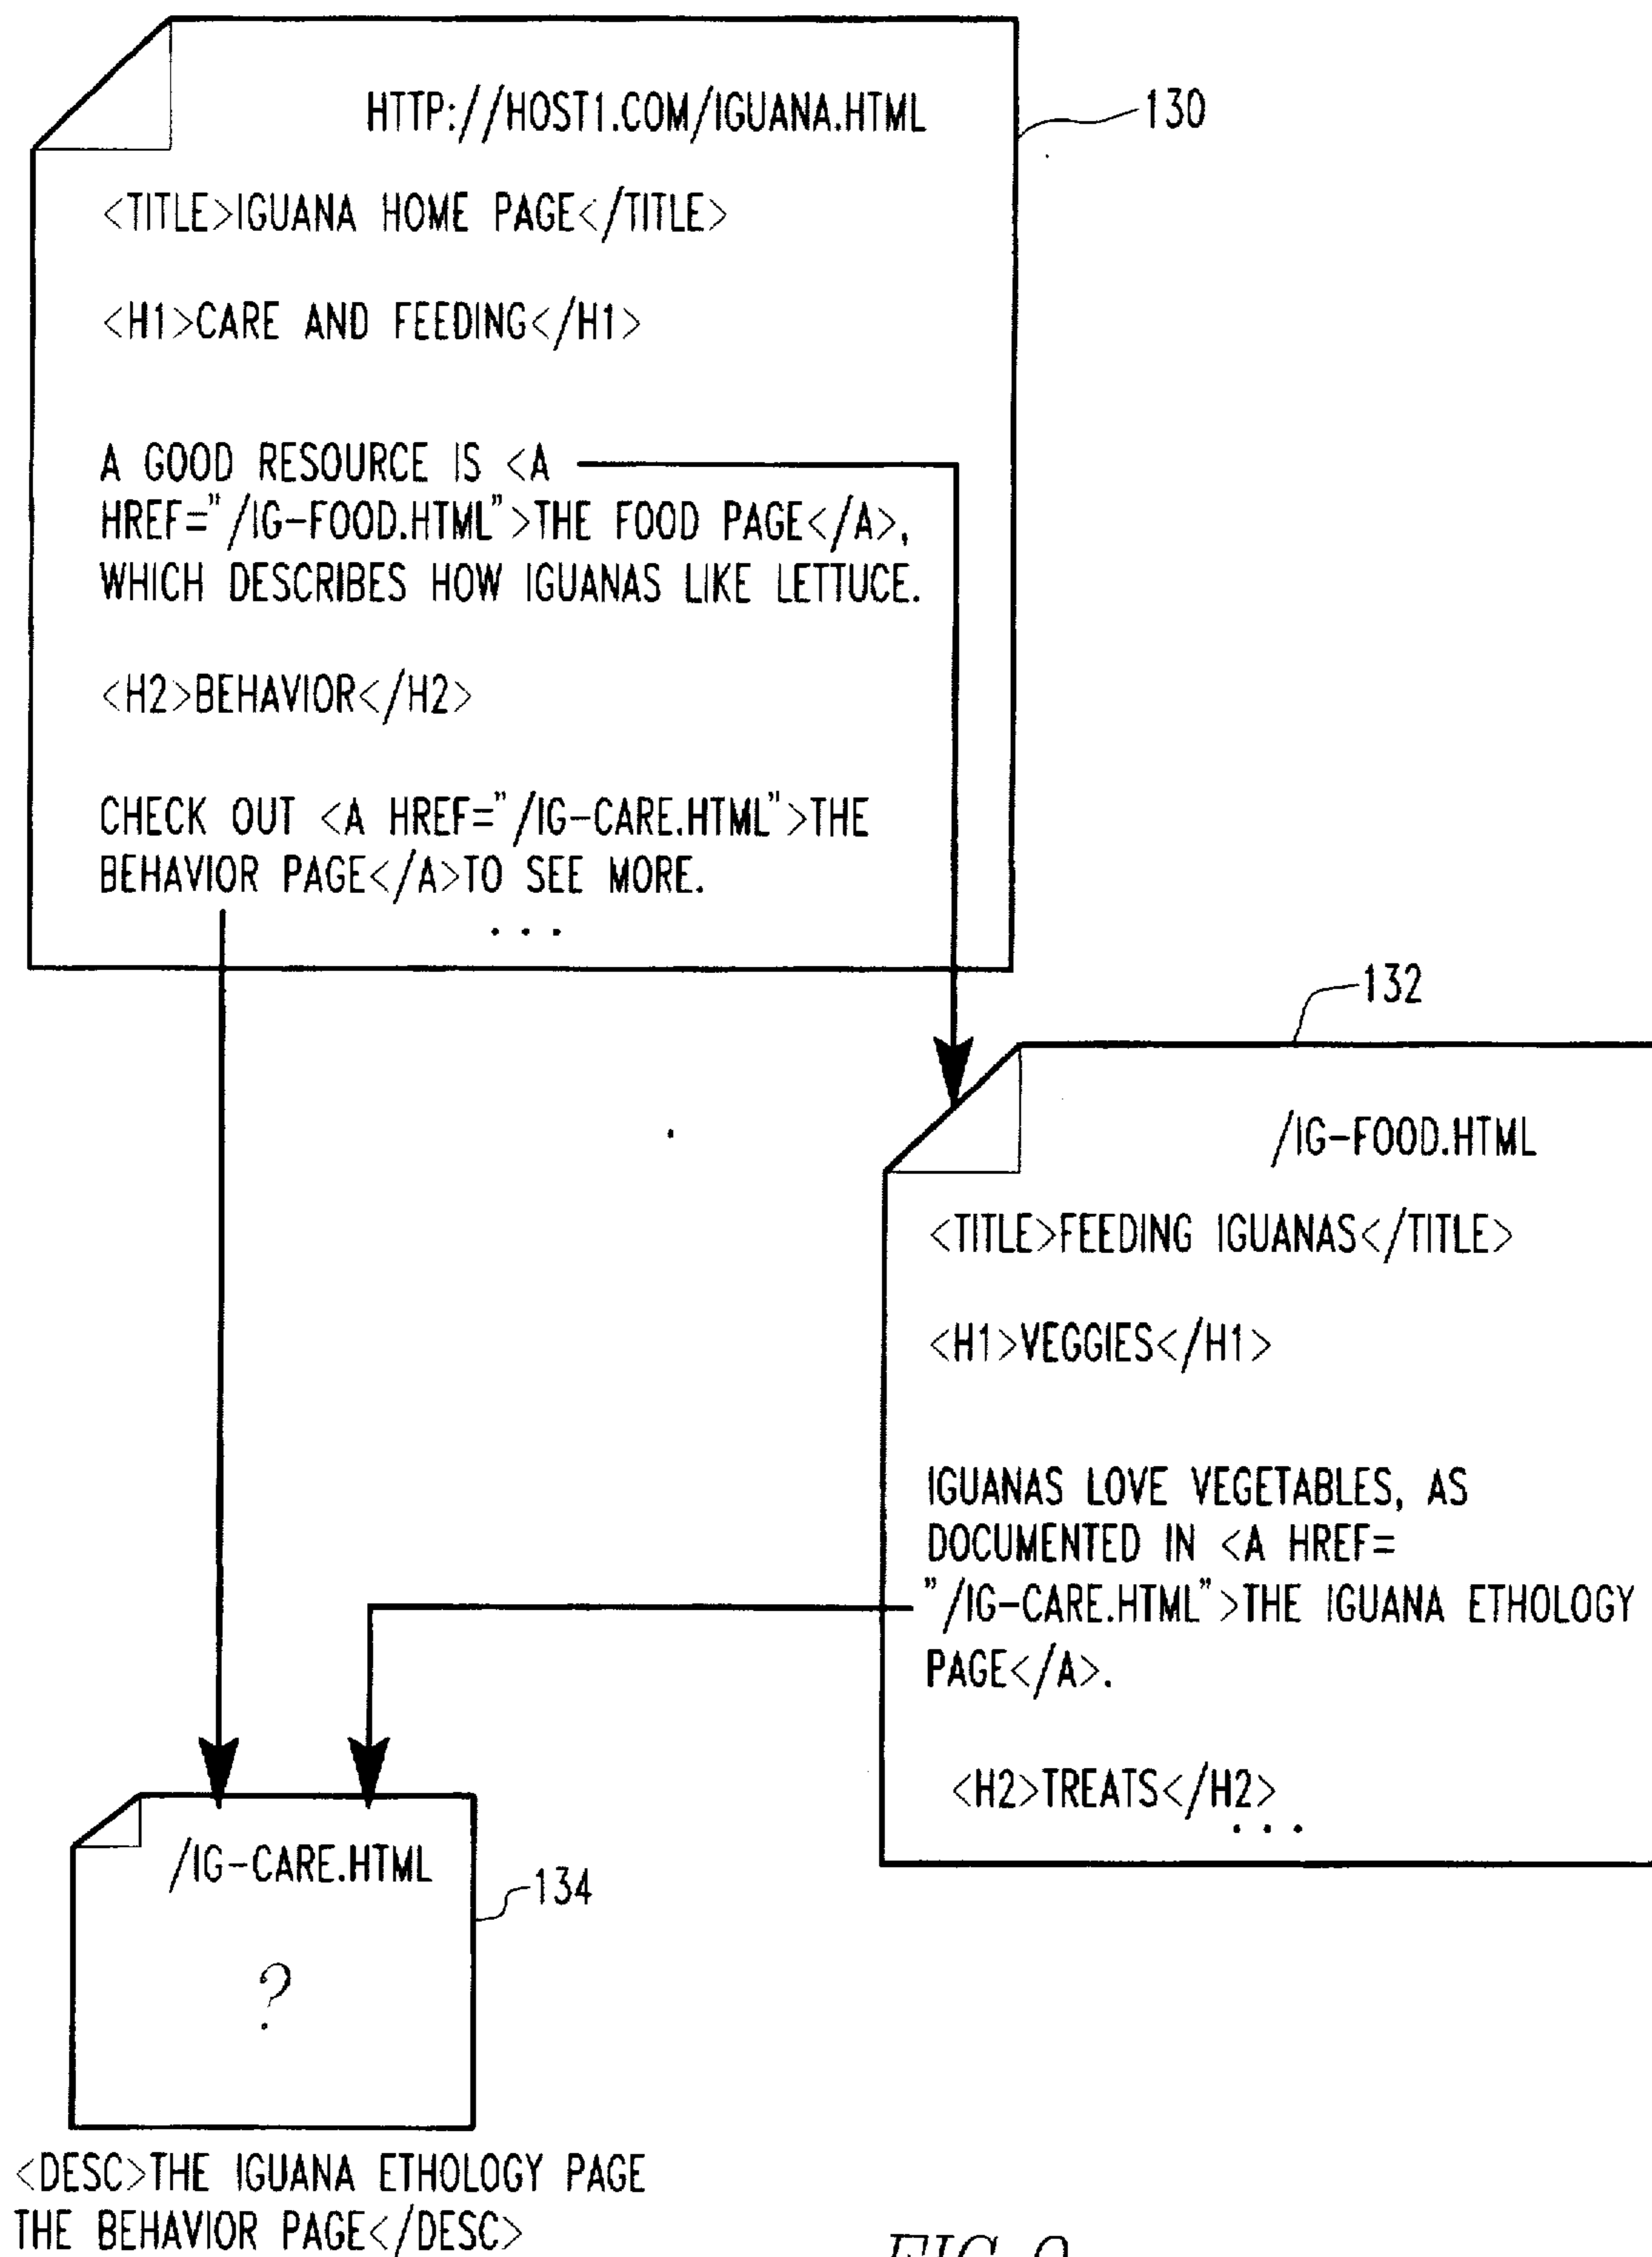 HTTP://HOST1.COM/IGUANA.HTML
130
<TITLE>IGUANA HOME PAGE</TITLE>
<H1>CARE AND FEEDING</H1>
A GOOD RESOURCE IS <A
HREF="/IG-FOOD.HTML">THE FOOD PAGE</A>,
WHICH DESCRIBES HOW IGUANAS LIKE LETTUCE.
<H2>BEHAVIOR</H2>
CHECK OUT <A HREF="/IG-CARE.HTML">THE
BEHAVIOR PAGE</A>TO SEE MORE.
...
132
/IG-FOOD.HTML
<TITLE>FEEDING IGUANAS</TITLE>
<H1>VEGGIES</H1>
IGUANAS LOVE VEGETABLES, AS
DOCUMENTED IN <A HREF=
"/IG-CARE.HTML">THE IGUANA ETHOLOGY
PAGE</A>.
<H2>TREATS</H2>
...
/IG-CARE.HTML
134
?
<DESC>THE IGUANA ETHOLOGY PAGE
THE BEHAVIOR PAGE</DESC>
FIG